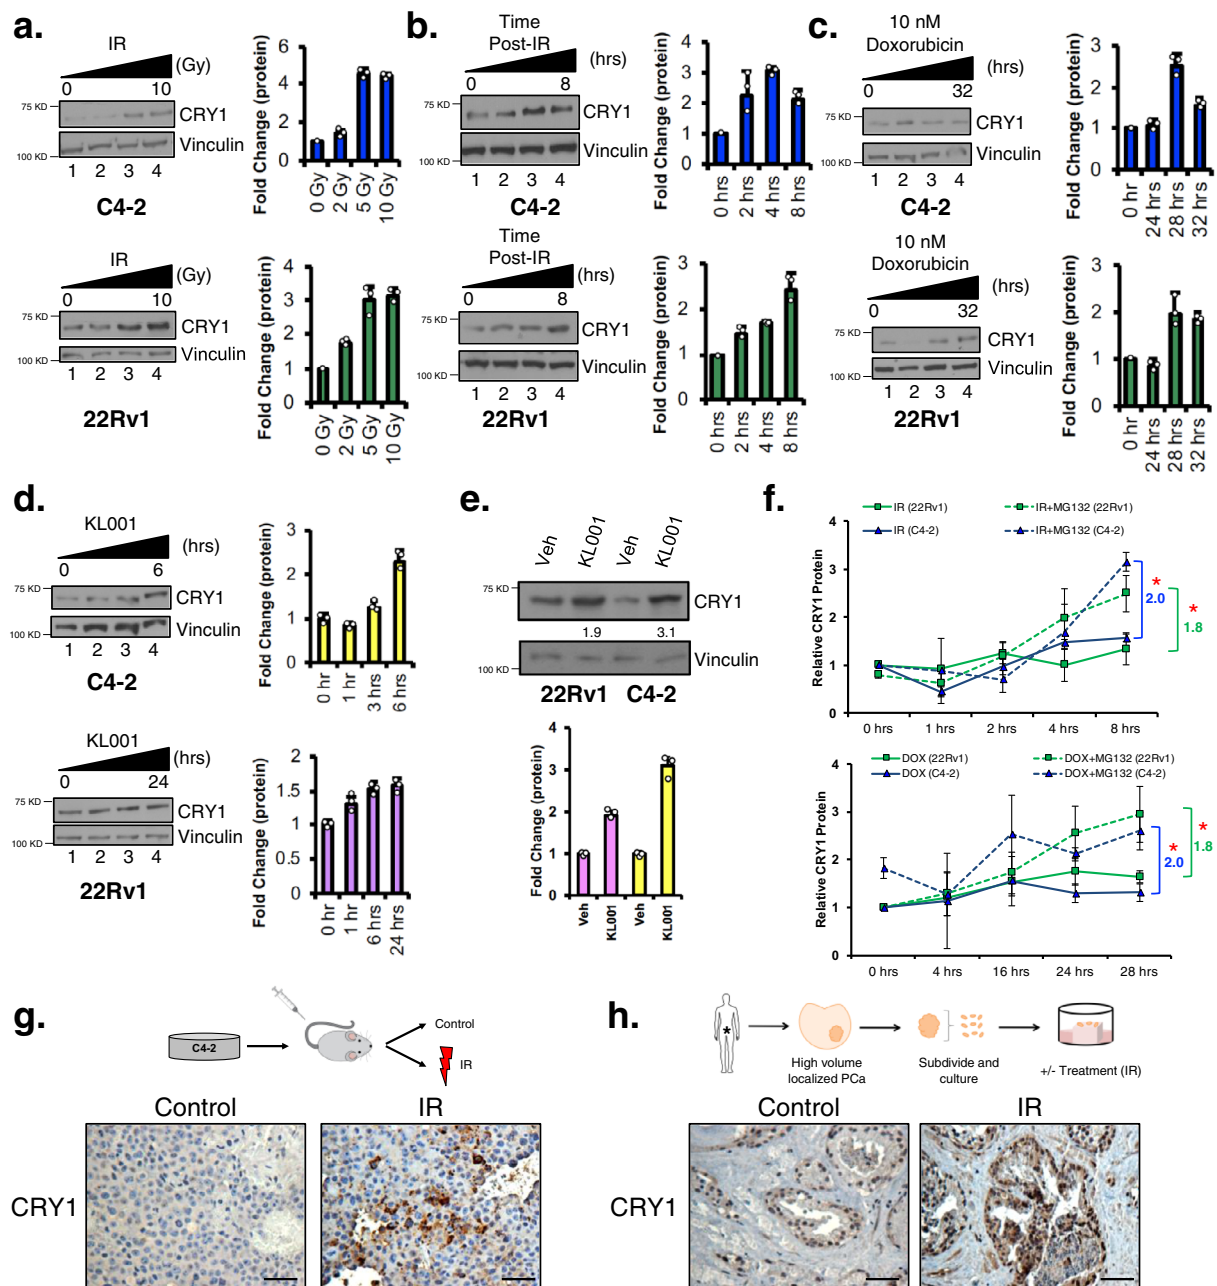 a.
IR
(Gy)
0 10
75 KD
CRY1
Vinculin
100 KD
1 2 3 4
C4-2
Fold Change (protein)
6
4
2
0
0 Gy
2 Gy
5 Gy
10 Gy
IR
(Gy)
0 10
75 KD
CRY1
Vinculin
100 KD
1 2 3 4
22Rv1
Fold Change (protein)
4
3
2
1
0
0 Gy
2 Gy
5 Gy
10 Gy
b.
Time
Post-IR
(hrs)
0 8
75 KD
CRY1
Vinculin
100 KD
1 2 3 4
C4-2
Fold Change (protein)
4
3
2
1
0
0 hrs
2 hrs
4 hrs
8 hrs
Time
Post-IR
(hrs)
0 8
75 KD
CRY1
Vinculin
100 KD
1 2 3 4
22Rv1
Fold Change (protein)
3
2
1
0
0 hrs
2 hrs
4 hrs
8 hrs
c.
10 nM
Doxorubicin
(hrs)
0 32
75 KD
CRY1
Vinculin
100 KD
1 2 3 4
C4-2
Fold Change (protein)
3
2
1
0
0 hr
24 hrs
28 hrs
32 hrs
10 nM
Doxorubicin
(hrs)
0 32
75 KD
CRY1
Vinculin
100 KD
1 2 3 4
22Rv1
Fold Change (protein)
3
2
1
0
0 hr
24 hrs
28 hrs
32 hrs
d.
KL001
(hrs)
0 6
75 KD
CRY1
Vinculin
100 KD
1 2 3 4
C4-2
Fold Change (protein)
3
2
1
0
0 hr
1 hr
3 hrs
6 hrs
KL001
(hrs)
0 24
75 KD
CRY1
Vinculin
100 KD
1 2 3 4
22Rv1
Fold Change (protein)
2
1.5
1
0.5
0
0 hr
1 hr
6 hrs
24 hrs
e.
Veh KL001 Veh KL001
75 KD
CRY1
1.9 3.1
Vinculin
100 KD
22Rv1 C4-2
Fold Change (protein)
4
3
2
1
0
Veh
KL001
Veh
KL001
f.
IR (22Rv1) IR+MG132 (22Rv1)
IR (C4-2) IR+MG132 (C4-2)
Relative CRY1 Protein
4
3
2
1
0
0 hrs 1 hrs 2 hrs 4 hrs 8 hrs
*
2.0
*
1.8
DOX (22Rv1) DOX+MG132 (22Rv1)
DOX (C4-2) DOX+MG132 (C4-2)
Relative CRY1 Protein
4
3
2
1
0
0 hrs 4 hrs 16 hrs 24 hrs 28 hrs
*
2.0
*
1.8
g.
C4-2
Control
IR
Control IR
CRY1
h.
*
High volume
localized PCa
Subdivide and
culture
+/- Treatment (IR)
Control IR
CRY1